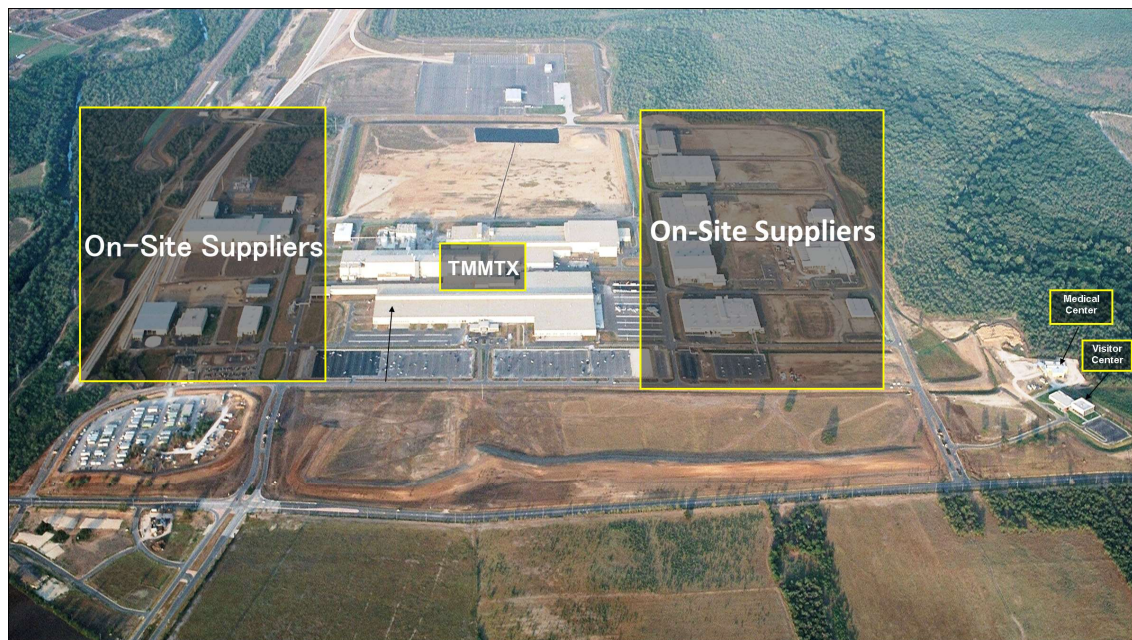 On-Site Suppliers
On-Site Suppliers
TMMTX
Medical
Center
Visitor
Center